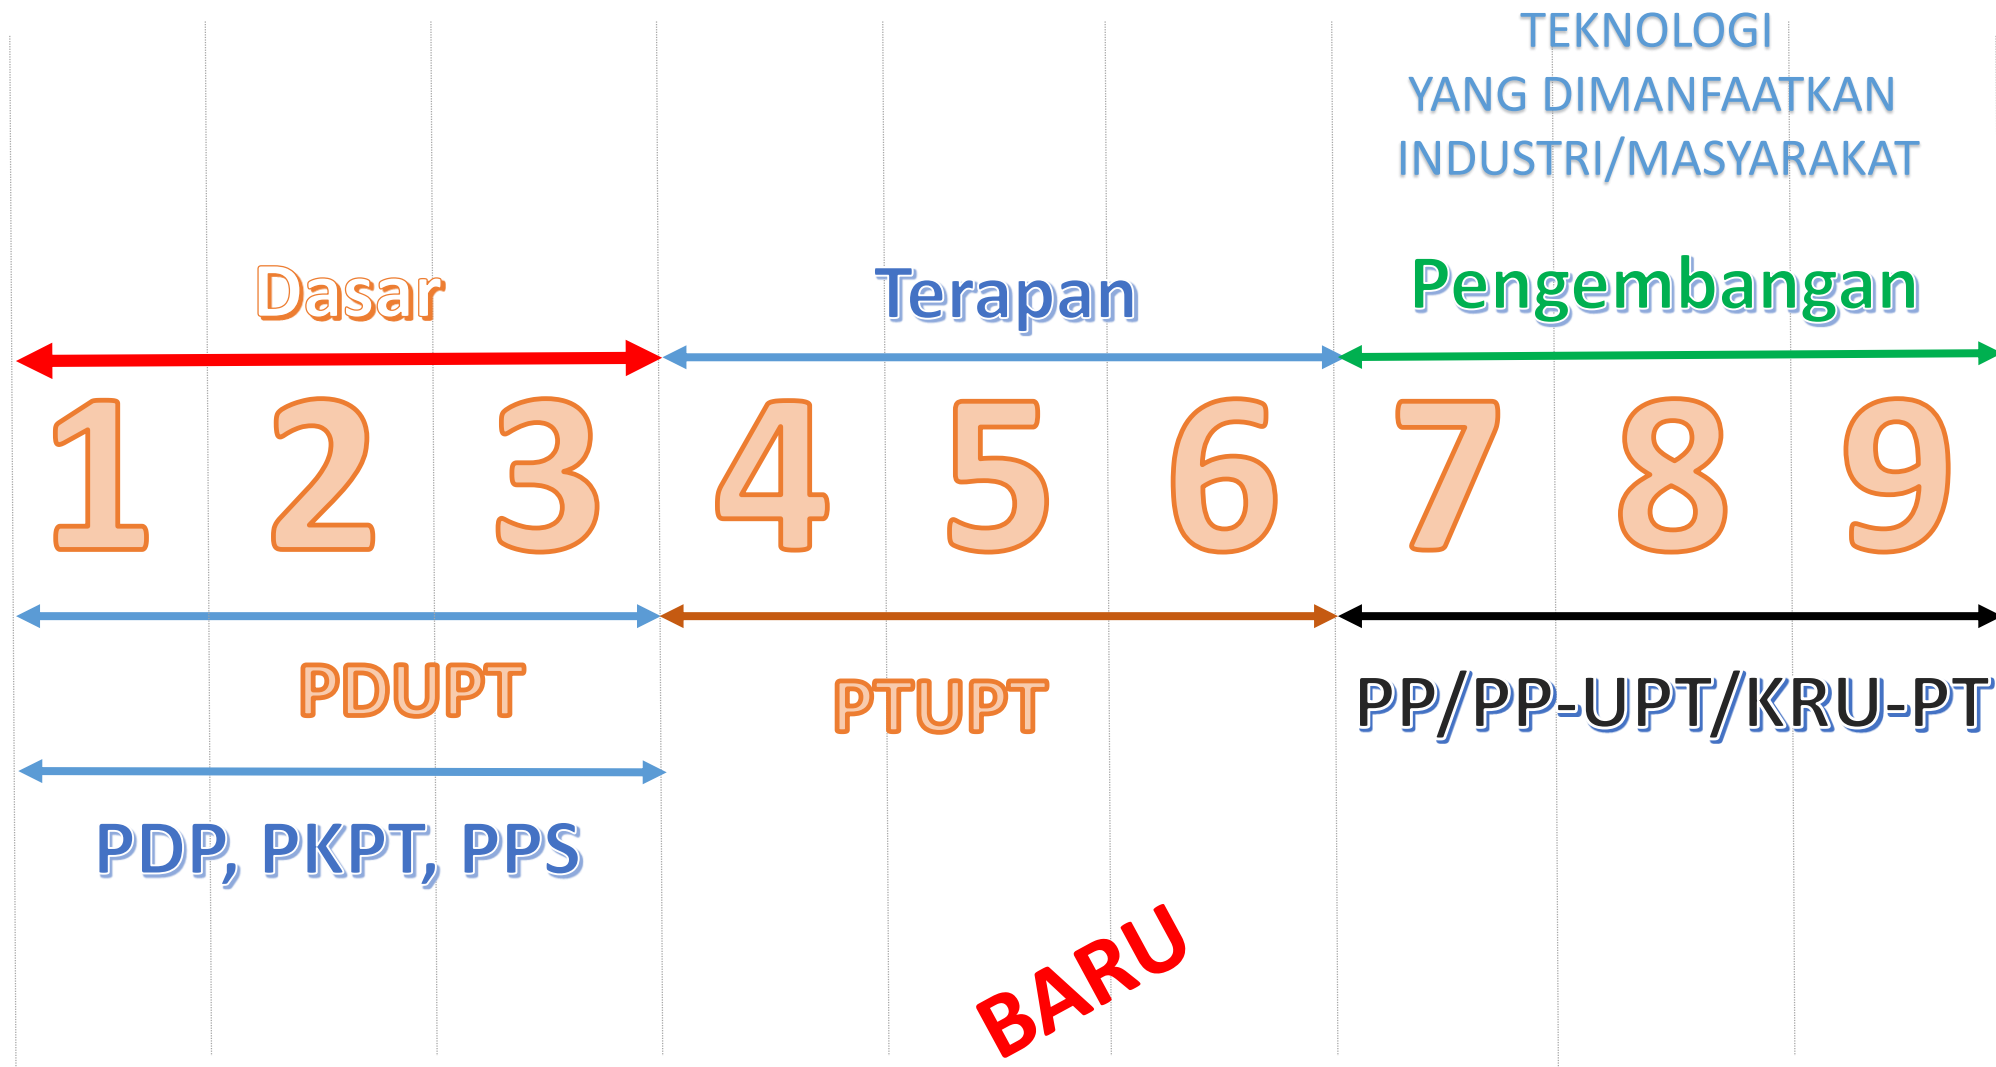 TEKNOLOGI
YANG DIMANFAATKAN
INDUSTRI/MASYARAKAT
Dasar Terapan Pengembangan
1 2 3 4 5 6 7 8 9
PDUPT PTUPT PP/PP-UPT/KRU-PT
PDP, PKPT, PPS
BARU